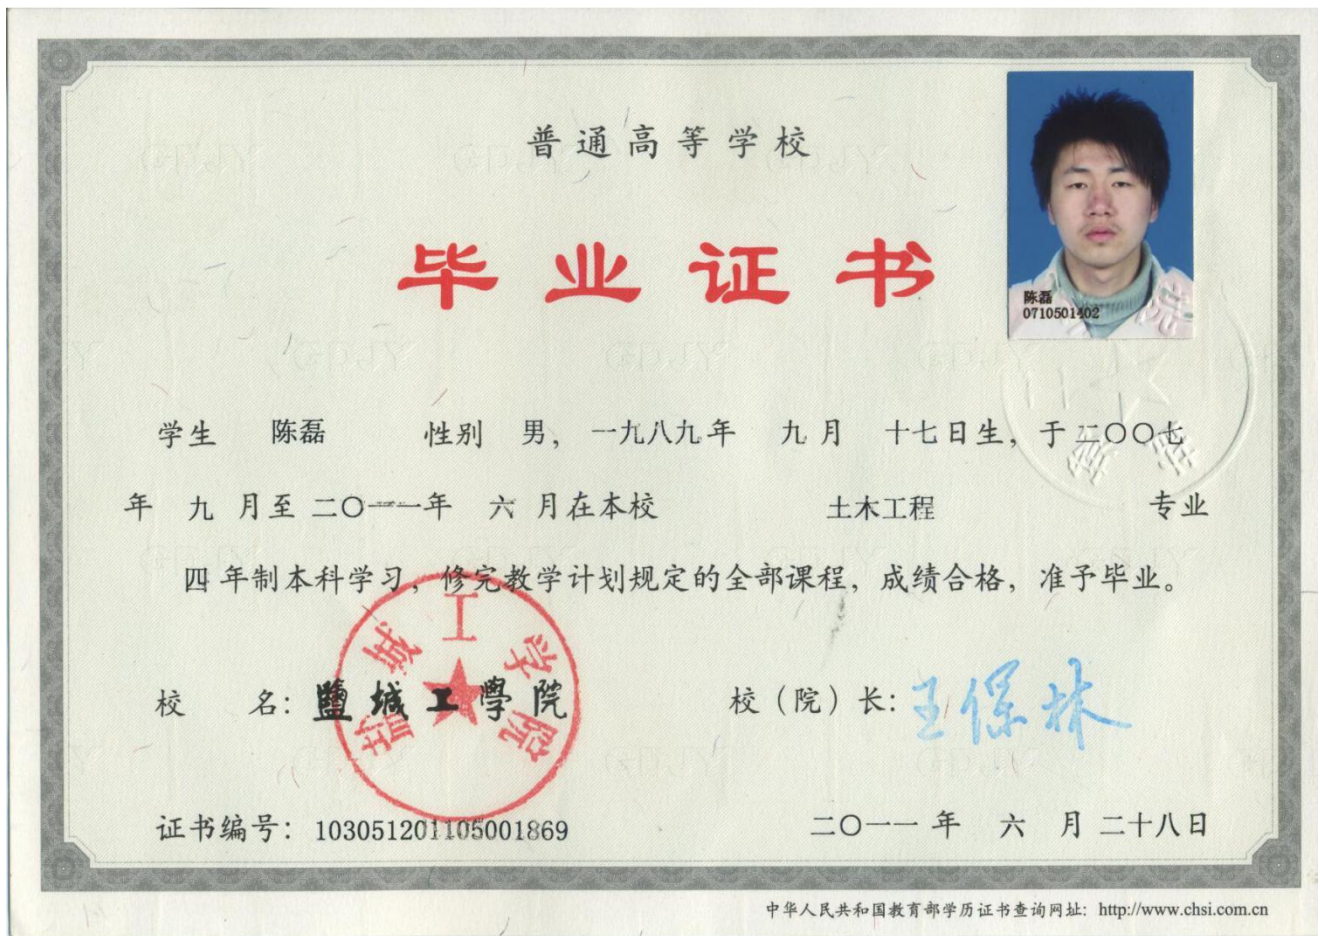 普通高等学校
毕业证书
陈磊
0710501402
学生 陈磊 性别 男，一九八九年 九月 十七日生，于二〇〇七
年 九 月至二〇一一年 六 月在本校 土木工程 专业
四 年制本科学习，修完教学计划规定的全部课程，成绩合格，准予毕业。
盐城工学院
校 名：鹽城工學院 校（院）长：王保林
证书编号：103051201105001869 二〇一一 年 六 月 二十八日
中华人民共和国教育部学历证书查询网址：http://www.chsi.com.cn